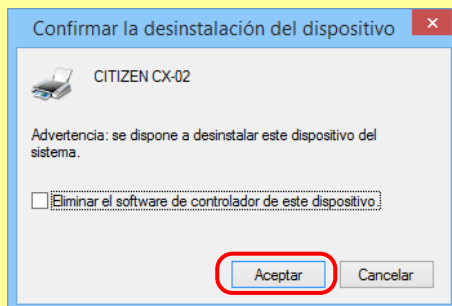 Confirmar la desinstalación del dispositivo
CITIZEN CX-02
Advertencia: se dispone a desinstalar este dispositivo del
sistema.
Eliminar el software de controlador de este dispositivo.
Aceptar
Cancelar